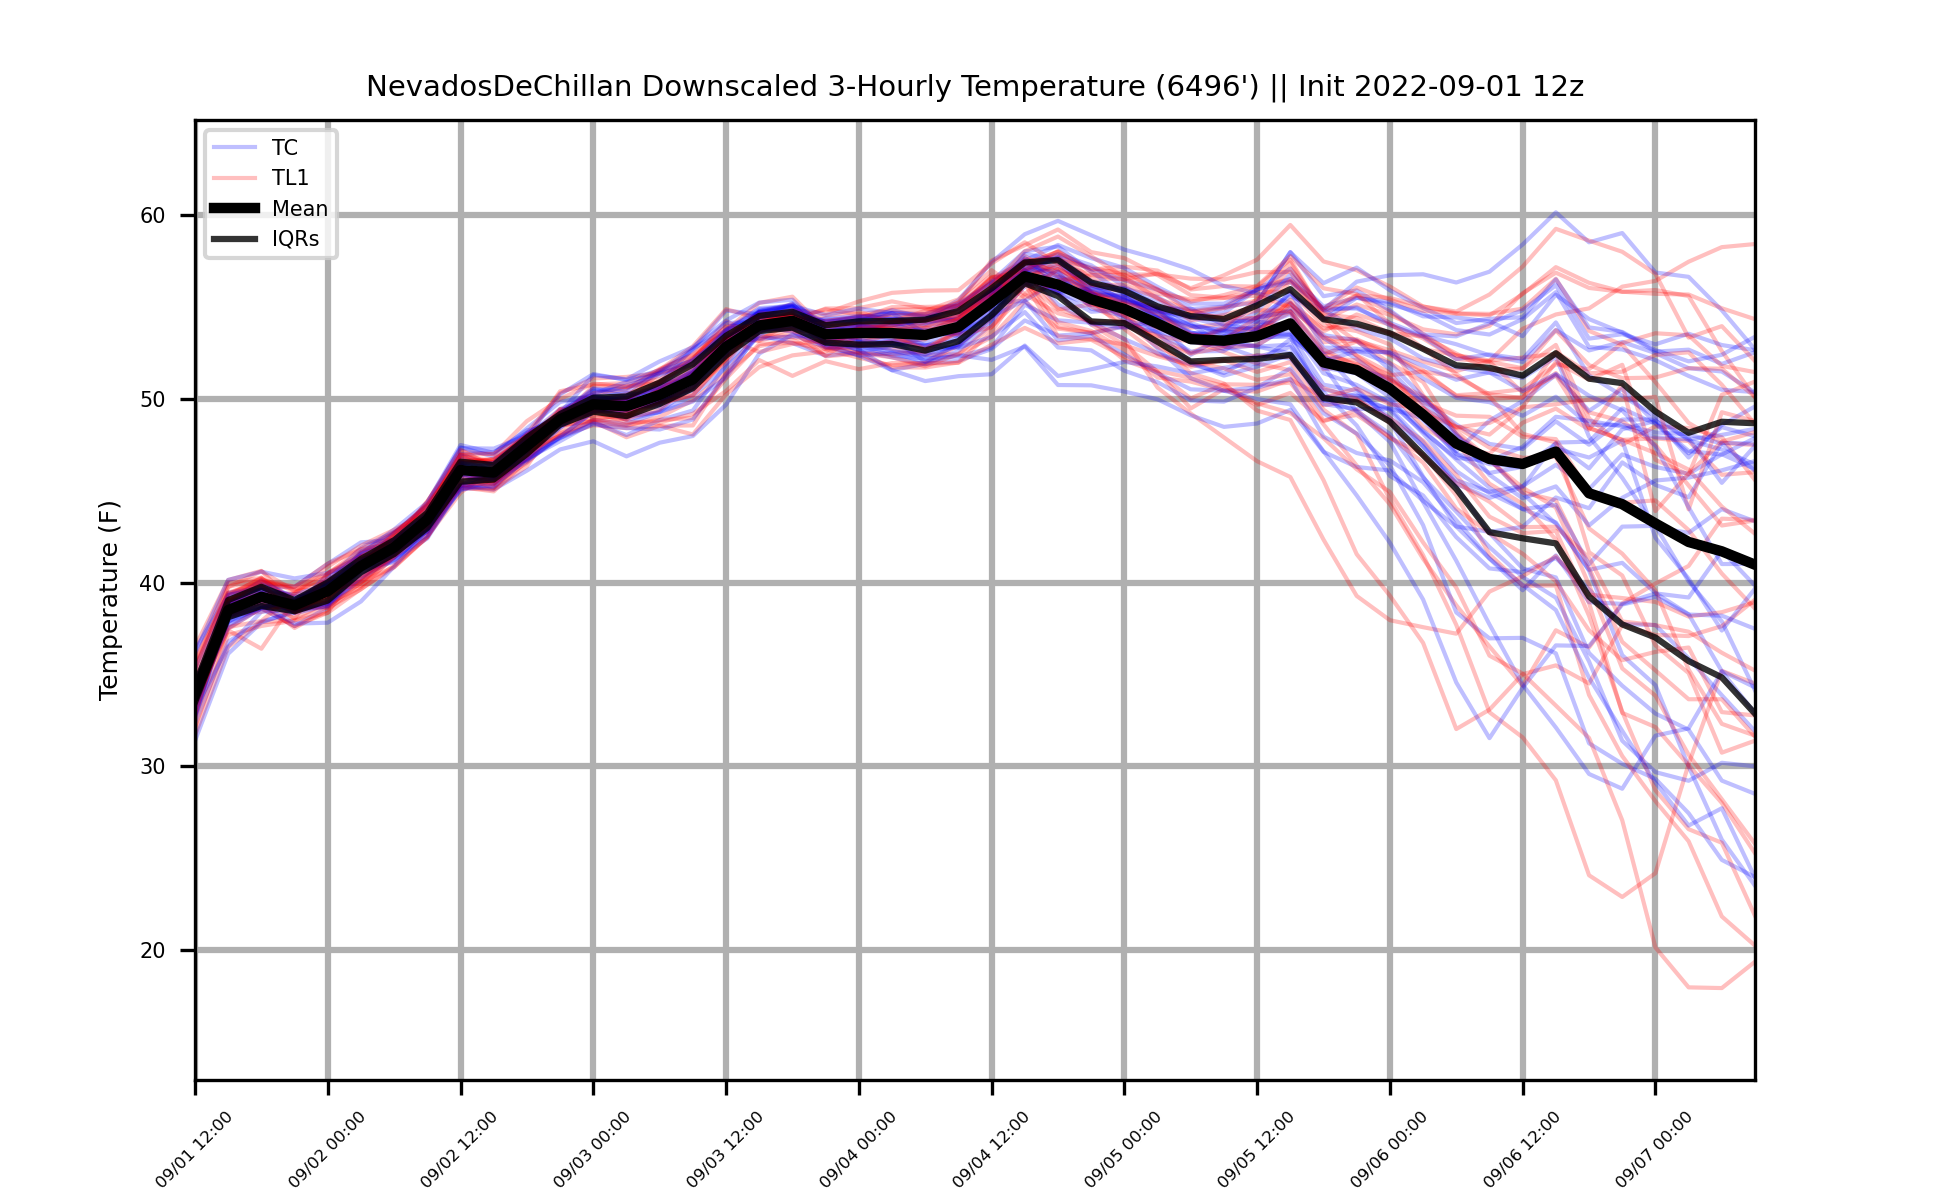 NevadosDeChillan Downscaled 3-Hourly Temperature (6496') || Init 2022-09-01 12z
TC
TL1
Mean
IQRs
Temperature (F)
60
50
40
30
20
09/01 12:00
09/02 00:00
09/02 12:00
09/03 00:00
09/03 12:00
09/04 00:00
09/04 12:00
09/05 00:00
09/05 12:00
09/06 00:00
09/06 12:00
09/07 00:00